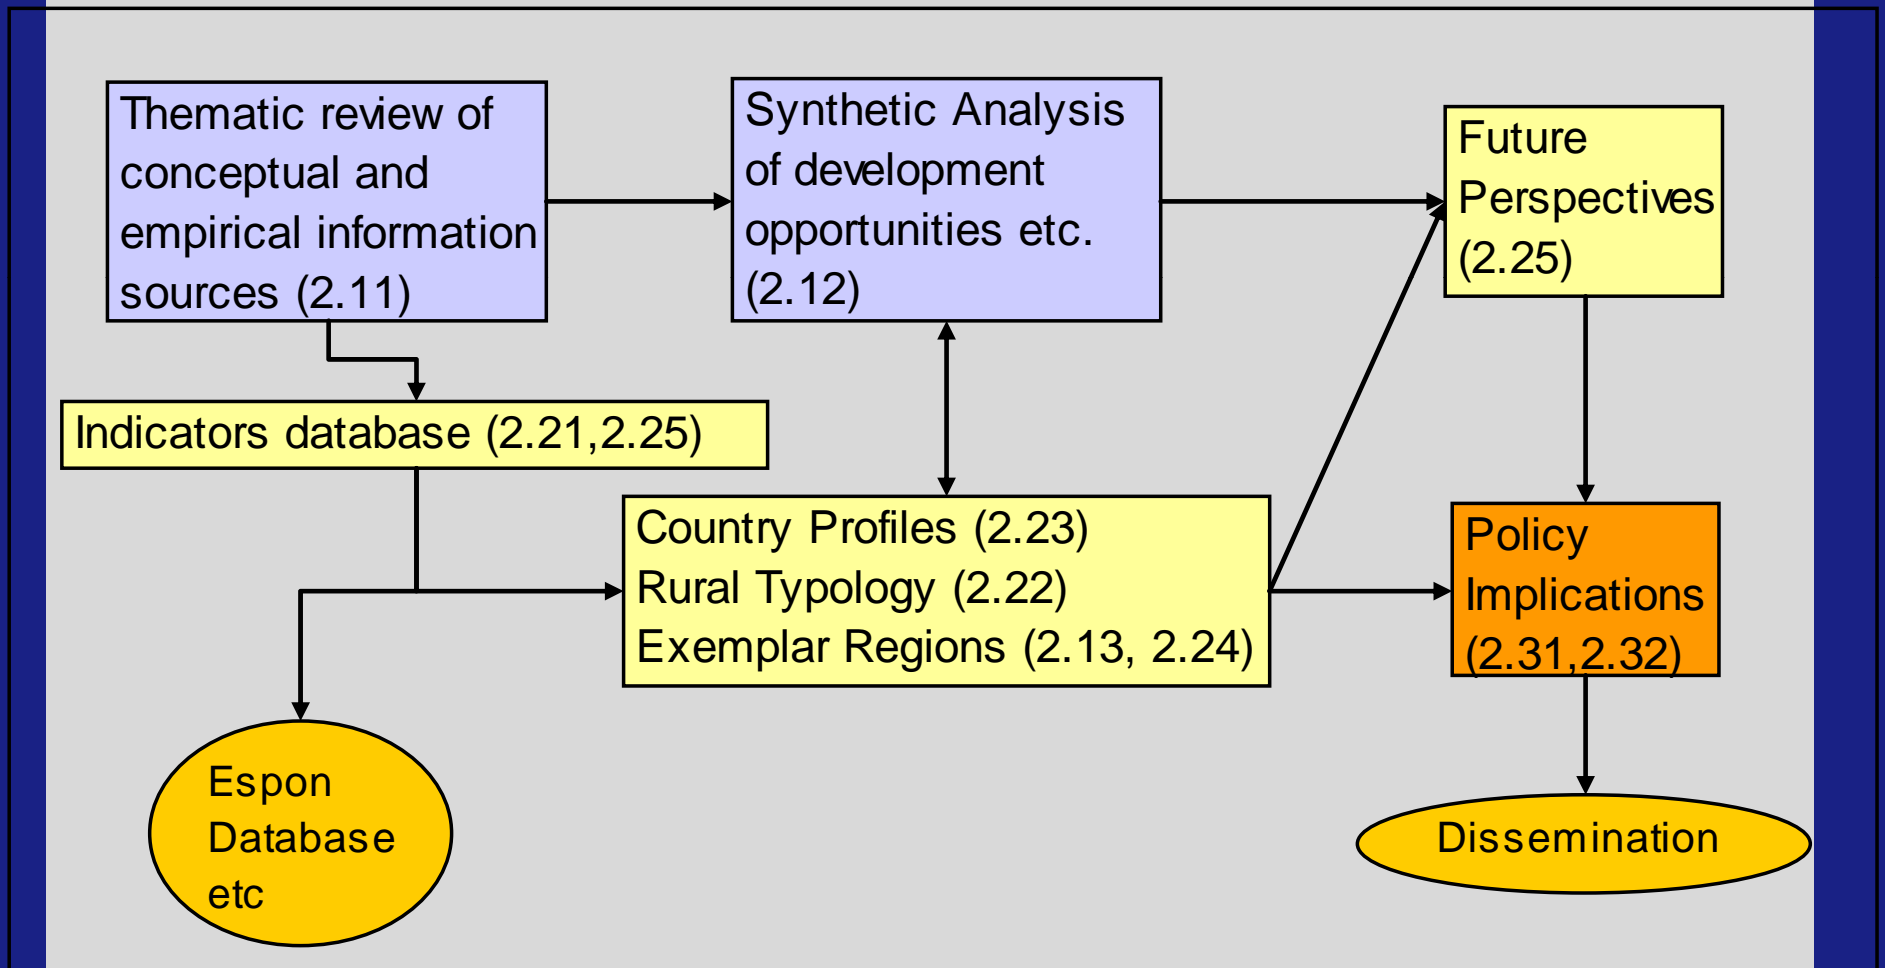 Thematic review of
conceptual and
empirical information
sources (2.11)
Synthetic Analysis
of development
opportunities etc.
(2.12)
Future
Perspectives
(2.25)
Indicators database (2.21,2.25)
Country Profiles (2.23)
Rural Typology (2.22)
Exemplar Regions (2.13, 2.24)
Policy
Implications
(2.31,2.32)
Espon
Database
etc
Dissemination